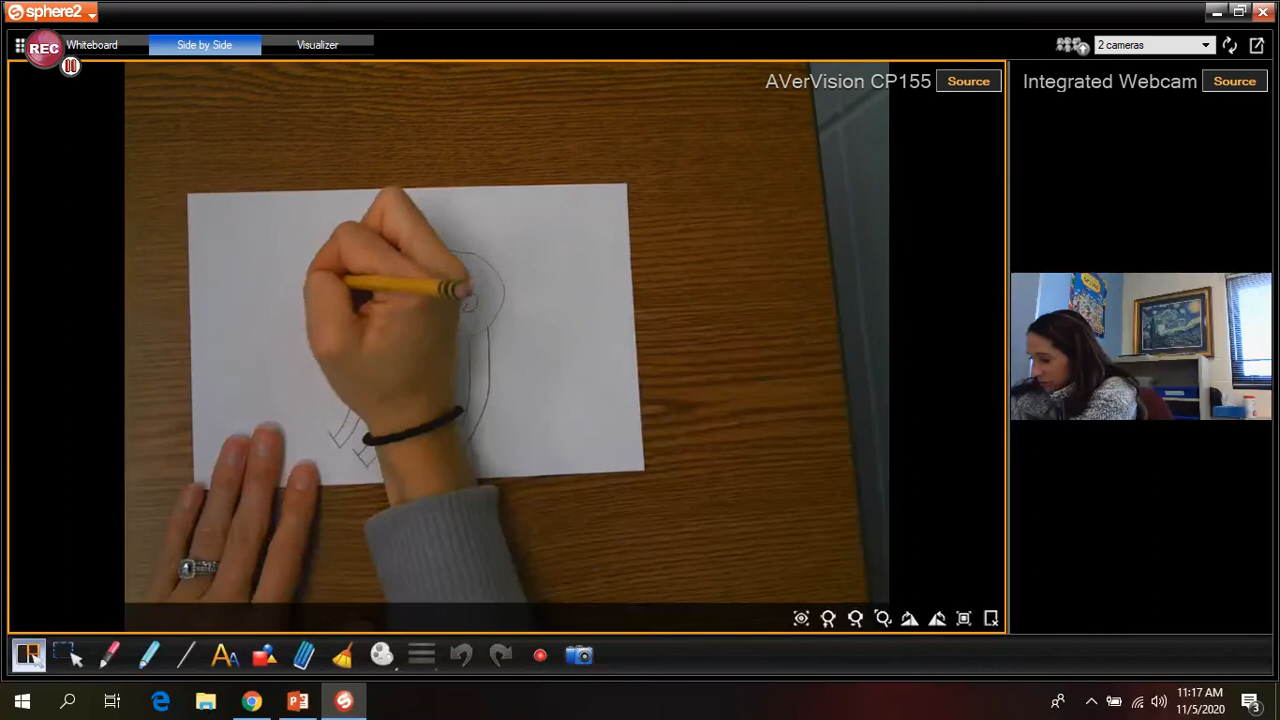 sphere2
REC
Whiteboard
Side by Side
Visualizer
2 cameras
AVerVision CP155
Source
Integrated Webcam
Source
11:17 AM
11/5/2020
3